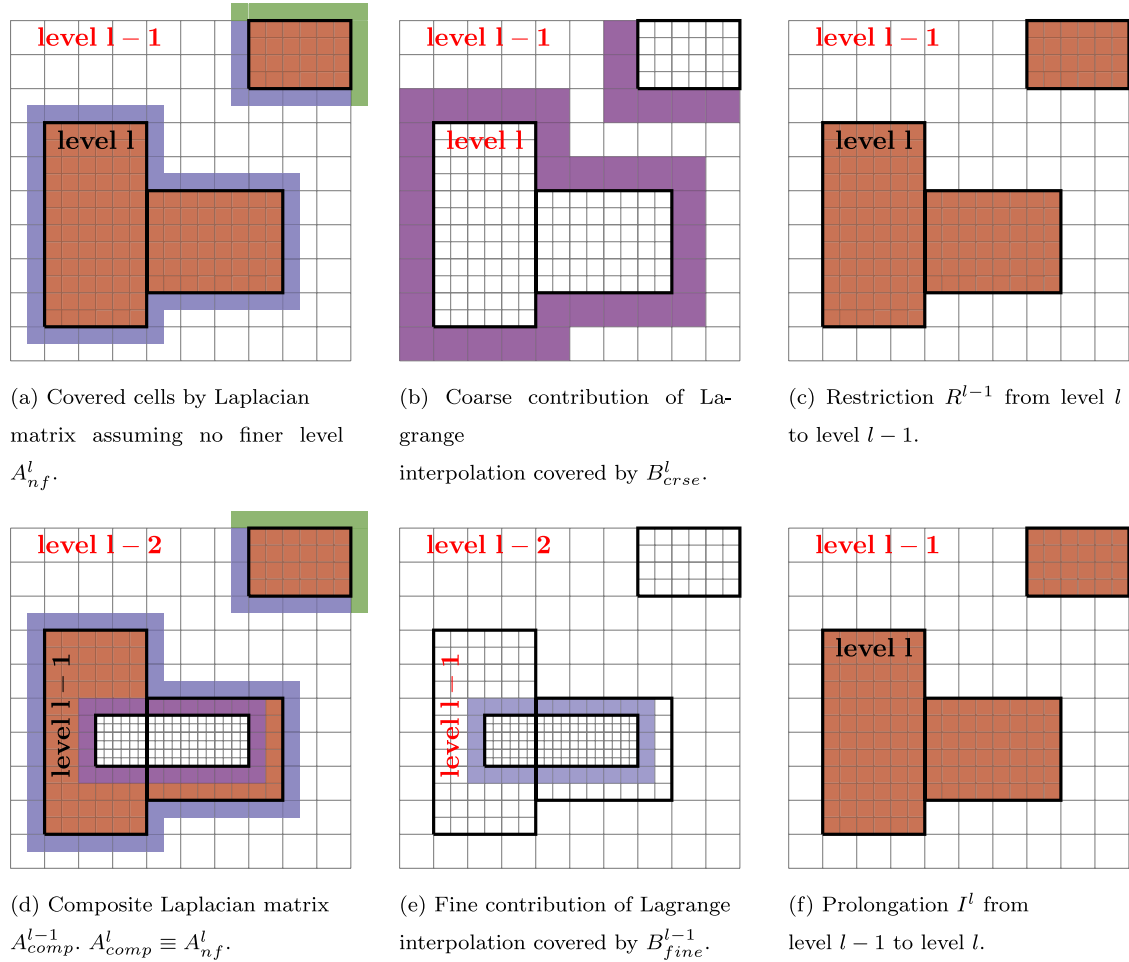 level l − 1
level l
level l − 1
level l
level l − 1
level l
(a) Covered cells by Laplacian
matrix assuming no finer level
A^l_{nf}.
(b) Coarse contribution of La-
grange
interpolation covered by B^l_{crse}.
(c) Restriction R^{l−1} from level l
to level l − 1.
level l − 2
level l − 1
level l − 2
level l − 1
level l − 1
level l
(d) Composite Laplacian matrix
A^{l−1}_{comp}. A^l_{comp} ≡ A^l_{nf}.
(e) Fine contribution of Lagrange
interpolation covered by B^{l−1}_{fine}.
(f) Prolongation I^l from
level l − 1 to level l.